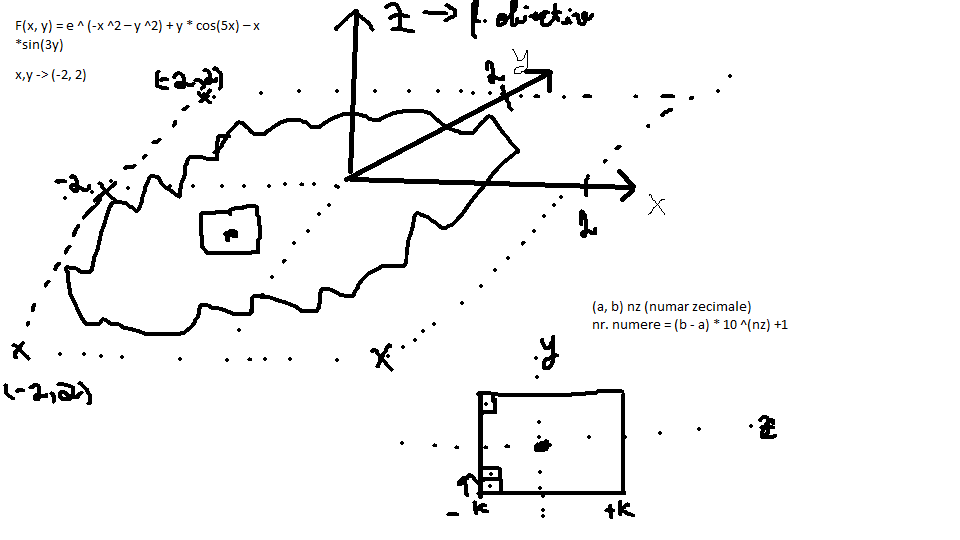 F(x, y) = e ^ (-x ^2 – y ^2) + y * cos(5x) – x
*sin(3y)
x,y -> (-2, 2)
z → f. objective
(-2, 2)
2
y
-2
x
2
(a, b) nz (numar zecimale)
nr. numere = (b - a) * 10 ^(nz) +1
x
x
(-2, 2)
y
z
- k
+k